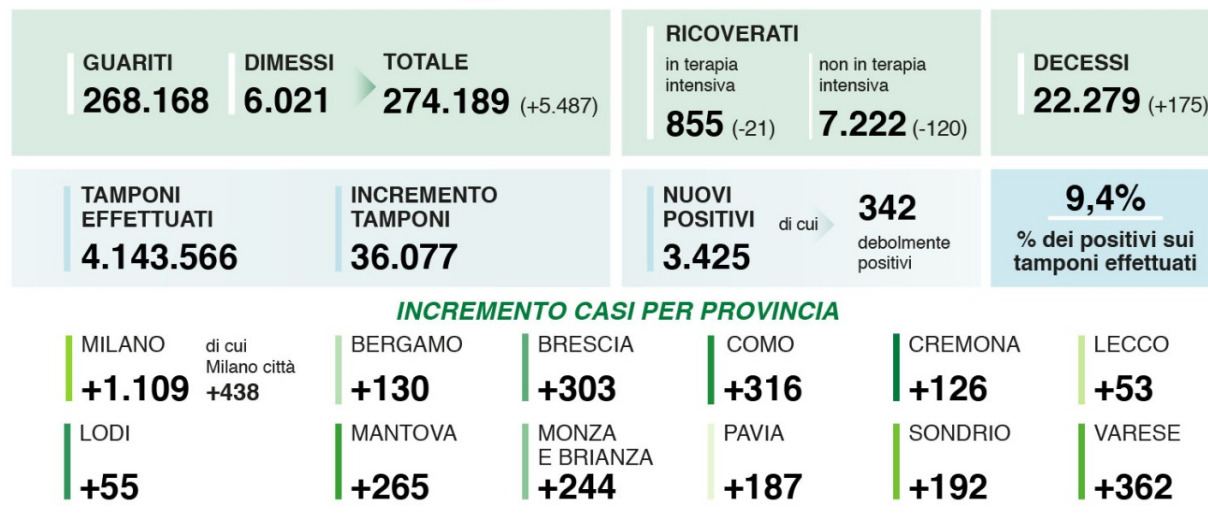 GUARITI
268.168
DIMESSI
6.021
TOTALE
274.189 (+5.487)
RICOVERATI
in terapia
intensiva
855 (-21)
non in terapia
intensiva
7.222 (-120)
DECESSI
22.279 (+175)
TAMPONI
EFFETTUATI
4.143.566
INCREMENTO
TAMPONI
36.077
NUOVI
POSITIVI
3.425
di cui
342
debolmente
positivi
9,4%
% dei positivi sui
tamponi effettuati
INCREMENTO CASI PER PROVINCIA
MILANO
+1.109
di cui
Milano città
+438
BERGAMO
+130
BRESCIA
+303
COMO
+316
CREMONA
+126
LECCO
+53
LODI
+55
MANTOVA
+265
MONZA
E BRIANZA
+244
PAVIA
+187
SONDRIO
+192
VARESE
+362